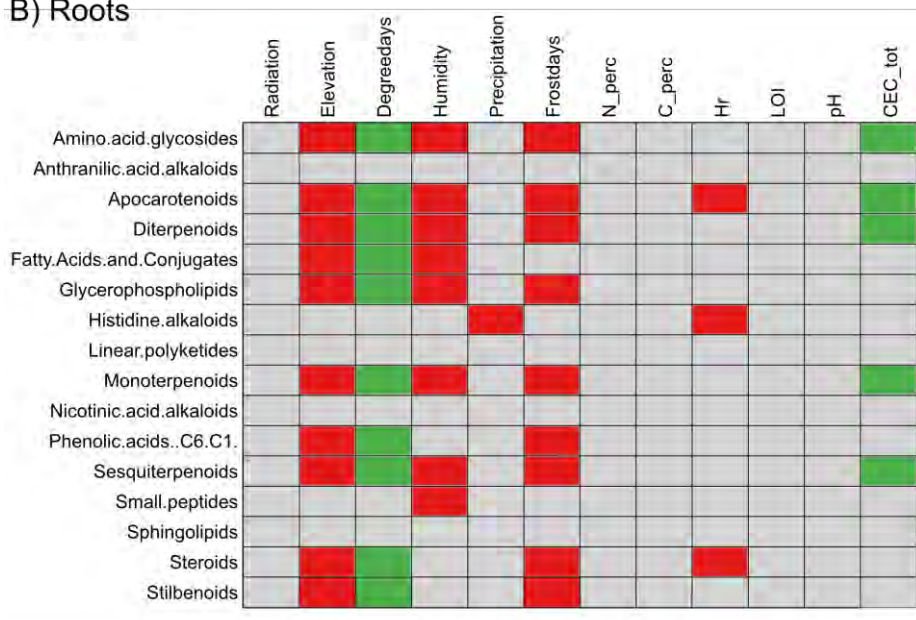 B) Roots
Radiation
Elevation
Degreedays
Humidity
Precipitation
Frostdays
N_perc
C_perc
Hr
LOI
pH
CEC_tot
Amino.acid.glycosides
Anthranilic.acid.alkaloids
Apocarotenoids
Diterpenoids
Fatty.Acids.and.Conjugates
Glycerophospholipids
Histidine.alkaloids
Linear.polyketides
Monoterpenoids
Nicotinic.acid.alkaloids
Phenolic.acids..C6.C1.
Sesquiterpenoids
Small.peptides
Sphingolipids
Steroids
Stilbenoids